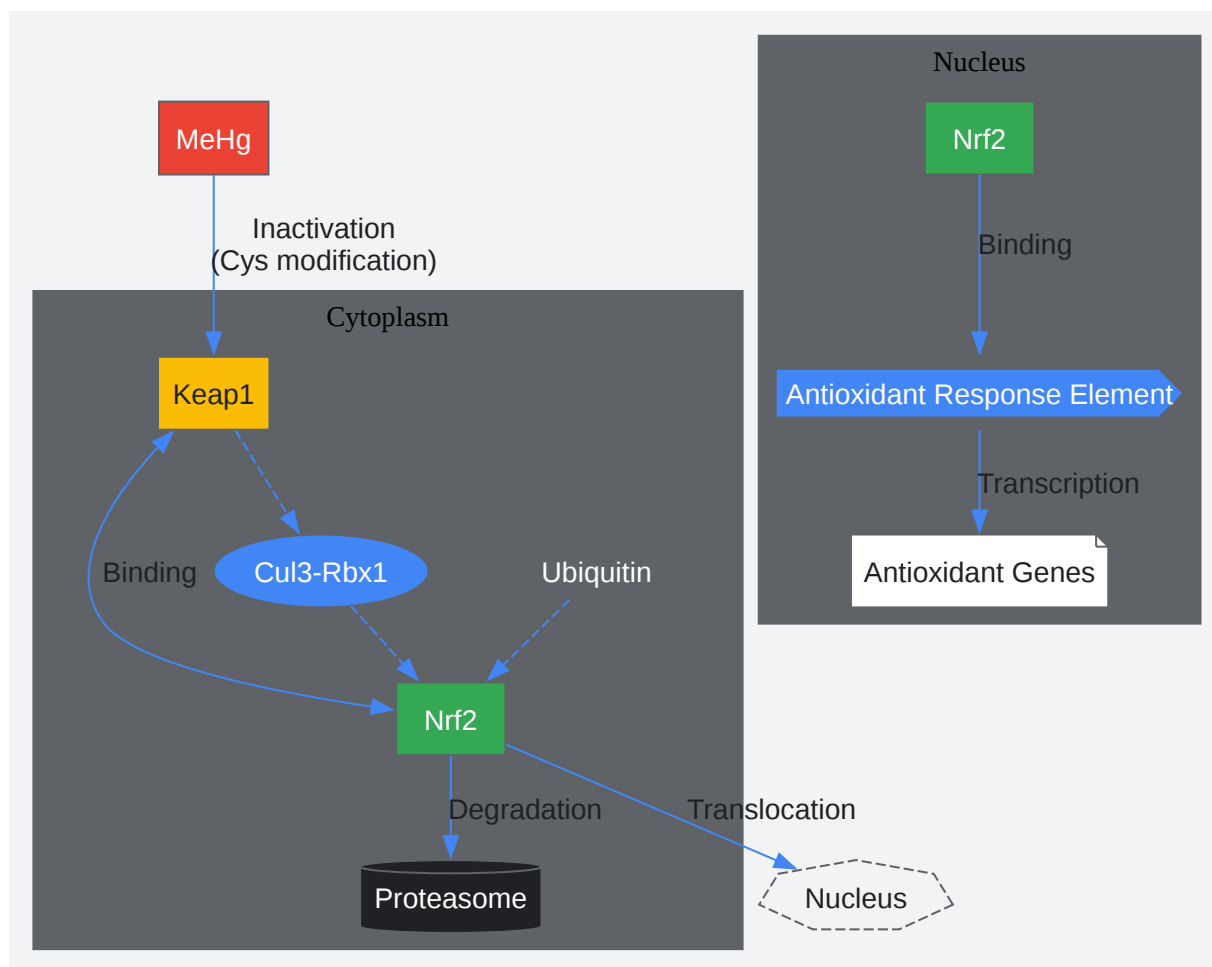 MeHg
Inactivation
(Cys modification)
Cytoplasm
Keap1
Binding
Cul3-Rbx1
Ubiquitin
Nrf2
Degradation
Translocation
Proteasome
Nucleus
Nucleus
Nrf2
Binding
Antioxidant Response Element
Transcription
Antioxidant Genes